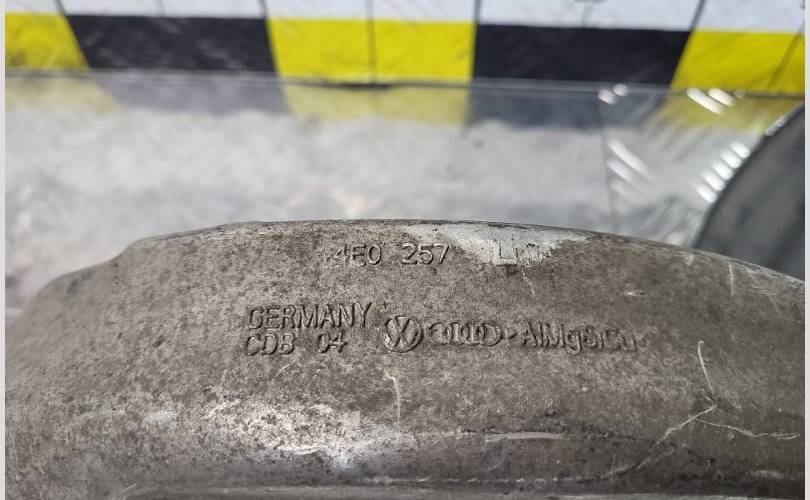 4E0 257 L
GERMANY
CDB 04 >AlMgSiCu<